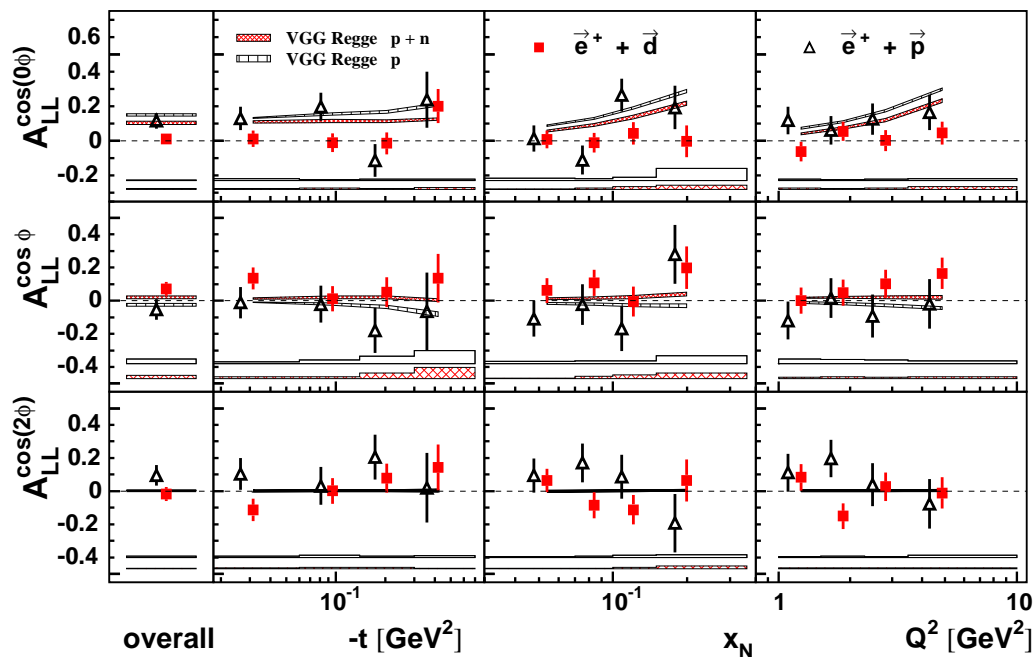 A_LL^cos(0ϕ)
0.6
0.4
0.2
0
-0.2
VGG Regge p + n
VGG Regge p
e⃗⁺ + d⃗
e⃗⁺ + p⃗
A_LL^cos ϕ
0.4
0.2
0
-0.2
-0.4
A_LL^cos(2ϕ)
0.4
0.2
0
-0.2
-0.4
10⁻¹
10⁻¹
1
10
overall
-t [GeV²]
x_N
Q² [GeV²]